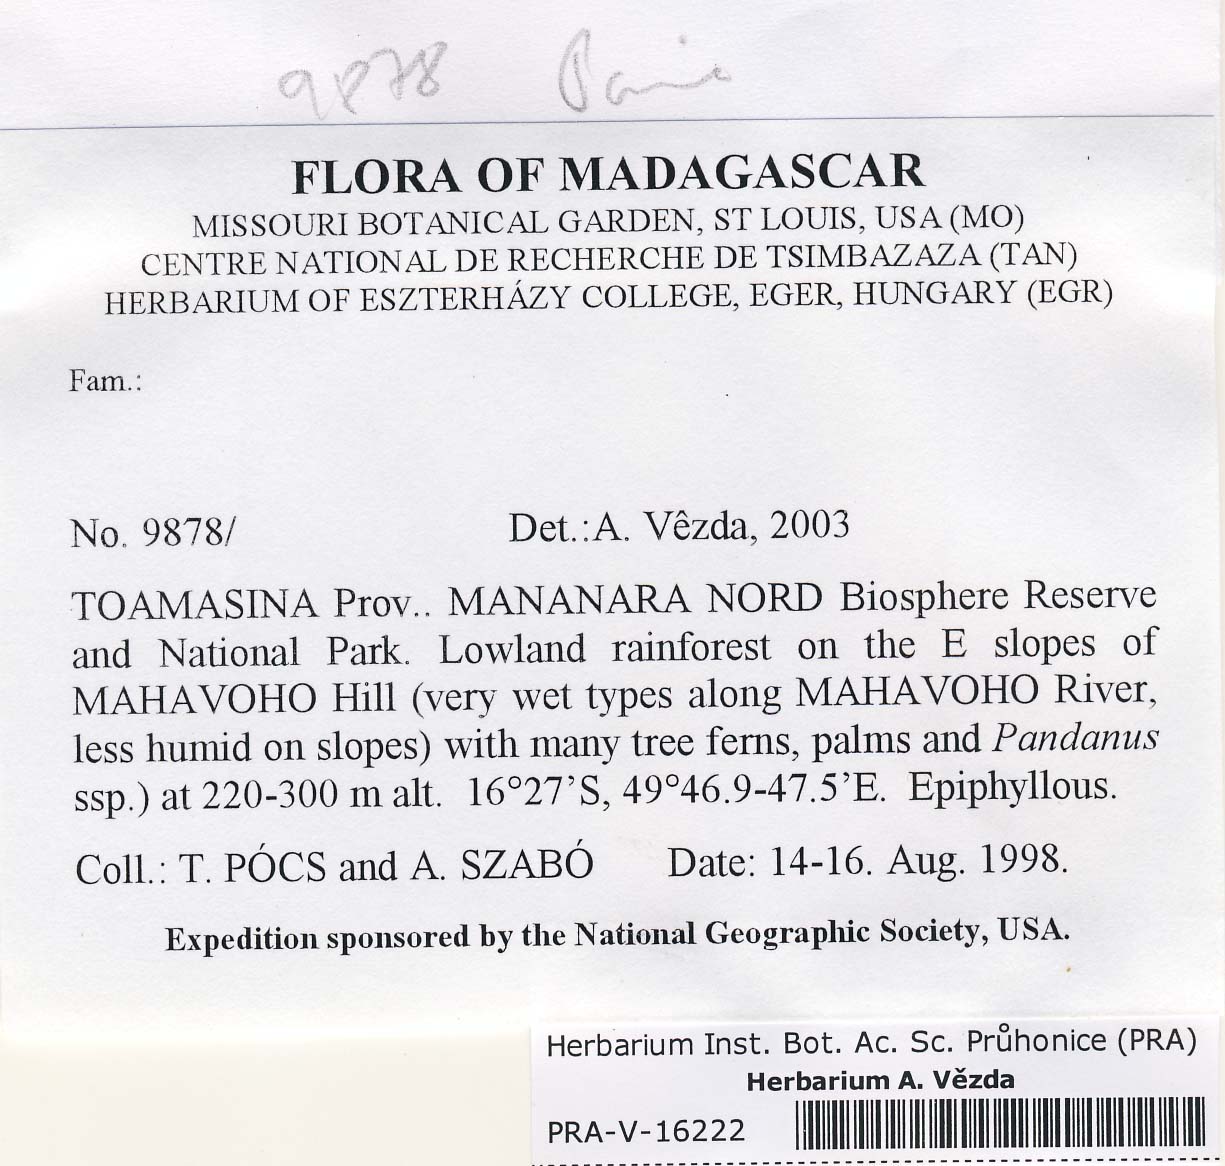 9878
FLORA OF MADAGASCAR
MISSOURI BOTANICAL GARDEN, ST LOUIS, USA (MO)
CENTRE NATIONAL DE RECHERCHE DE TSIMBAZAZA (TAN)
HERBARIUM OF ESZTERHÁZY COLLEGE, EGER, HUNGARY (EGR)
Fam.:
No. 9878/ Det.: A. Vêzda, 2003
TOAMASINA Prov.. MANANARA NORD Biosphere Reserve
and National Park. Lowland rainforest on the E slopes of
MAHAVOHO Hill (very wet types along MAHAVOHO River,
less humid on slopes) with many tree ferns, palms and Pandanus
ssp.) at 220-300 m alt. 16°27’S, 49°46.9-47.5’E. Epiphyllous.
Coll.: T. PÓCS and A. SZABÓ Date: 14-16. Aug. 1998.
Expedition sponsored by the National Geographic Society, USA.
Herbarium Inst. Bot. Ac. Sc. Průhonice (PRA)
Herbarium A. Vězda
PRA-V-16222